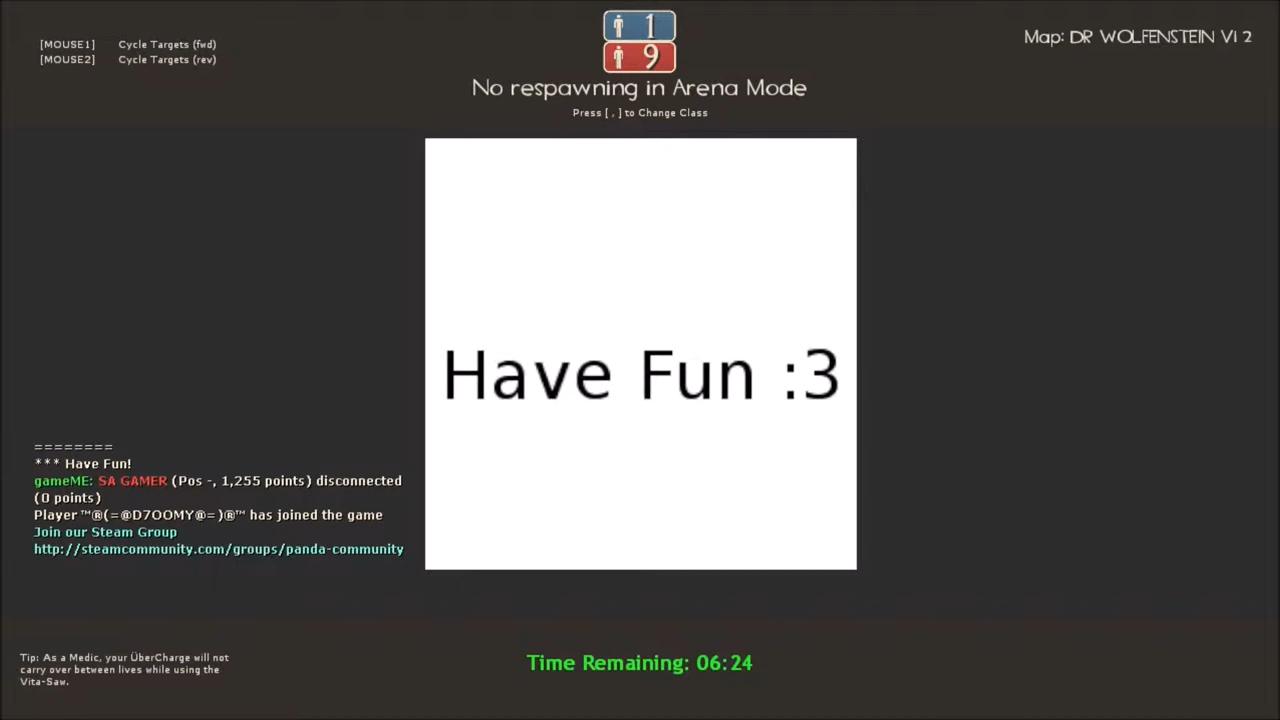 [MOUSE1] Cycle Targets (fwd)
[MOUSE2] Cycle Targets (rev)
1
9
Map: DR WOLFENSTEIN V1 2
No respawning in Arena Mode
Press [ , ] to Change Class
Have Fun :3
========
*** Have Fun!
gameME: SA GAMER (Pos -, 1,255 points) disconnected
(0 points)
Player ™®(=@D7OOMY@=)®™ has joined the game
Join our Steam Group
http://steamcommunity.com/groups/panda-community
Tip: As a Medic, your ÜberCharge will not
carry over between lives while using the
Vita-Saw.
Time Remaining: 06:24